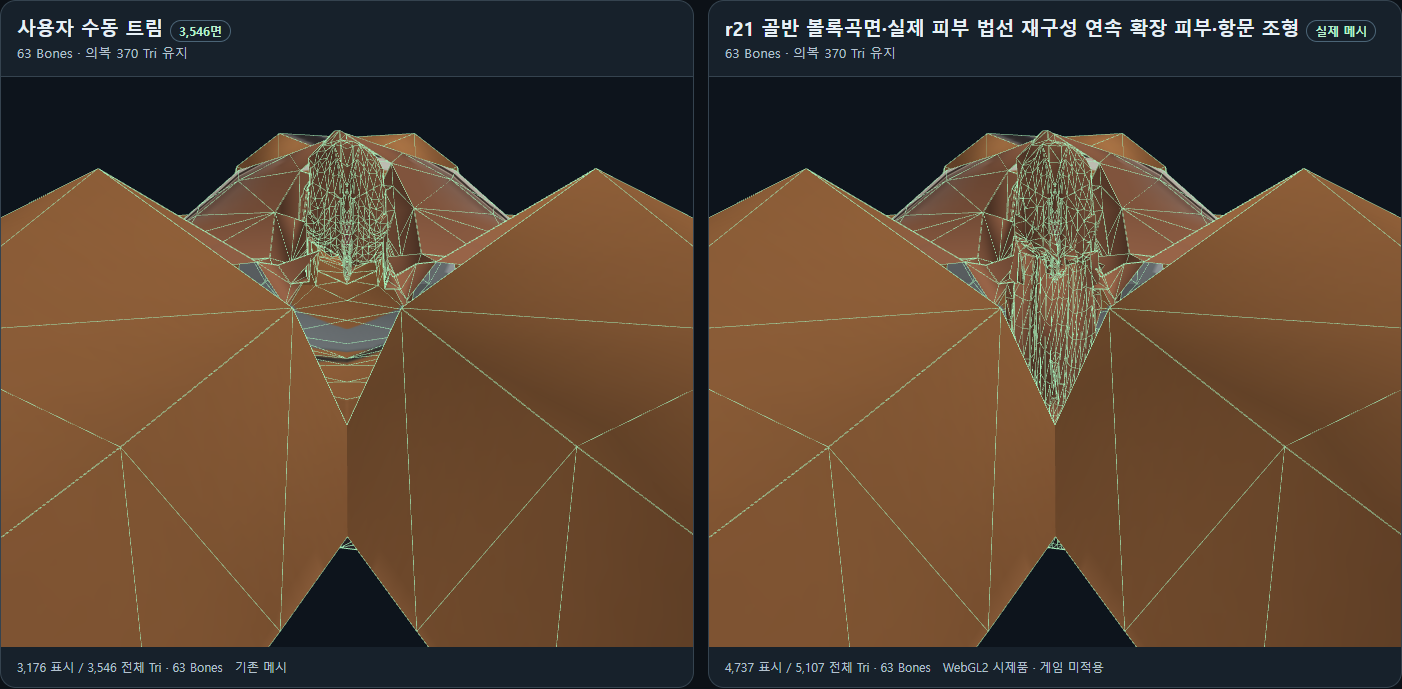 사용자 수동 트림 3,546면
63 Bones · 의복 370 Tri 유지
3,176 표시 / 3,546 전체 Tri · 63 Bones 기존 메시
r21 골반 볼록곡면·실제 피부 법선 재구성 연속 확장 피부·항문 조형 실제 메시
63 Bones · 의복 370 Tri 유지
4,737 표시 / 5,107 전체 Tri · 63 Bones WebGL2 시제품 · 게임 미적용